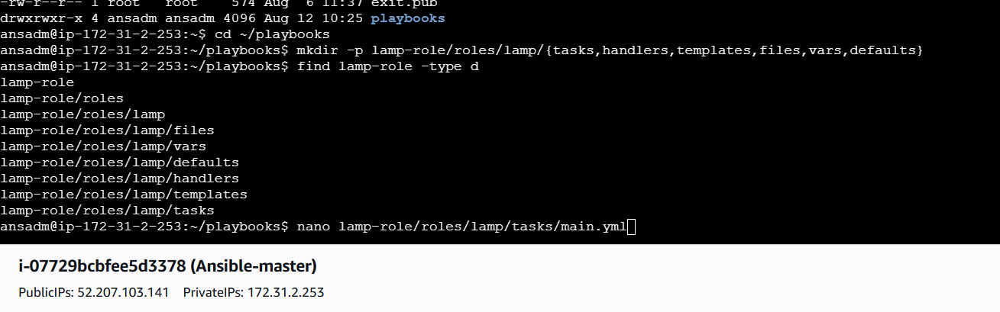 -rw-r--r-- 1 root   root    574 Aug  6 11:37 exit.pub
drwxrwxr-x 4 ansadm ansadm 4096 Aug 12 10:25 playbooks
ansadm@ip-172-31-2-253:~$ cd ~/playbooks
ansadm@ip-172-31-2-253:~/playbooks$ mkdir -p lamp-role/roles/lamp/{tasks,handlers,templates,files,vars,defaults}
ansadm@ip-172-31-2-253:~/playbooks$ find lamp-role -type d
lamp-role
lamp-role/roles
lamp-role/roles/lamp
lamp-role/roles/lamp/files
lamp-role/roles/lamp/vars
lamp-role/roles/lamp/defaults
lamp-role/roles/lamp/handlers
lamp-role/roles/lamp/templates
lamp-role/roles/lamp/tasks
ansadm@ip-172-31-2-253:~/playbooks$ nano lamp-role/roles/lamp/tasks/main.yml
i-07729bcbfee5d3378 (Ansible-master)
PublicIPs: 52.207.103.141    PrivateIPs: 172.31.2.253